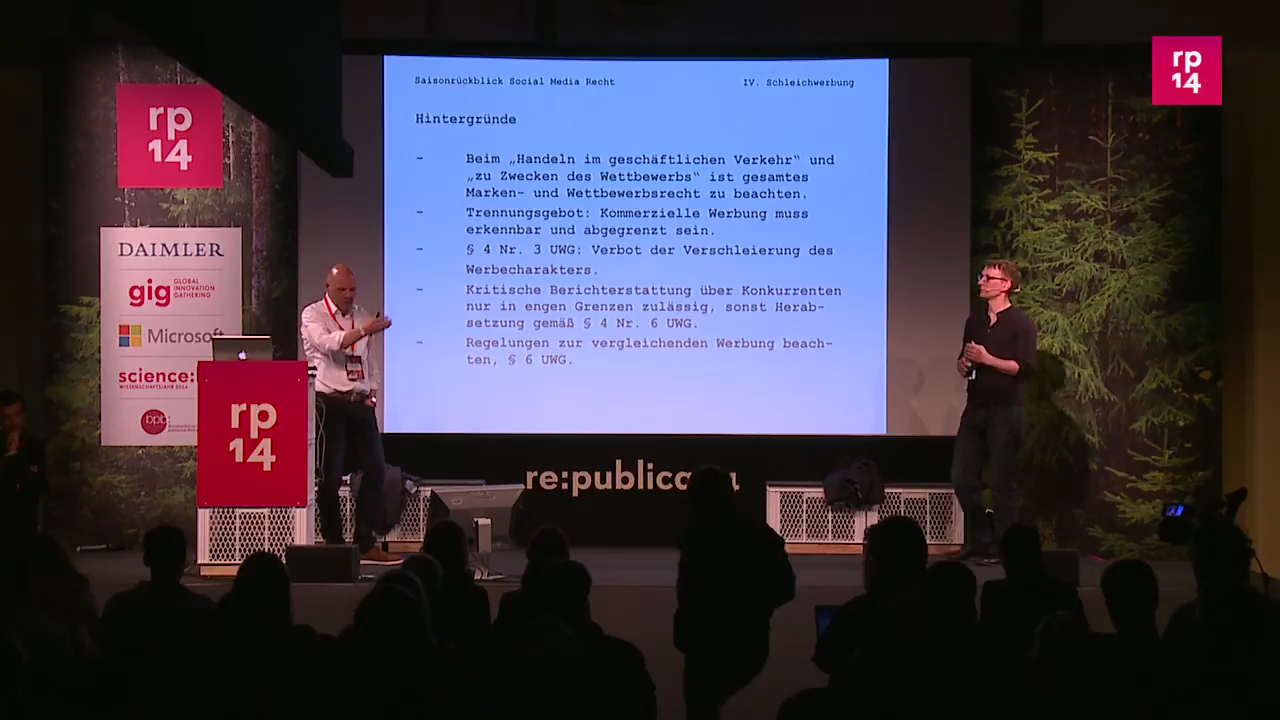 rp
14
rp
14
DAIMLER
gig GLOBAL
INNOVATION
GATHERING
Microsoft
science:
WISSENSCHAFTSJAHR 2014
bpb:
rp
14
Saisonrückblick Social Media Recht IV. Schleichwerbung
Hintergründe
- Beim „Handeln im geschäftlichen Verkehr“ und
„zu Zwecken des Wettbewerbs“ ist gesamtes
Marken- und Wettbewerbsrecht zu beachten.
- Trennungsgebot: Kommerzielle Werbung muss
erkennbar und abgegrenzt sein.
- § 4 Nr. 3 UWG: Verbot der Verschleierung des
Werbecharakters.
- Kritische Berichterstattung über Konkurrenten
nur in engen Grenzen zulässig, sonst Herab-
setzung gemäß § 4 Nr. 6 UWG.
- Regelungen zur vergleichenden Werbung beach-
ten, § 6 UWG.
re:publica